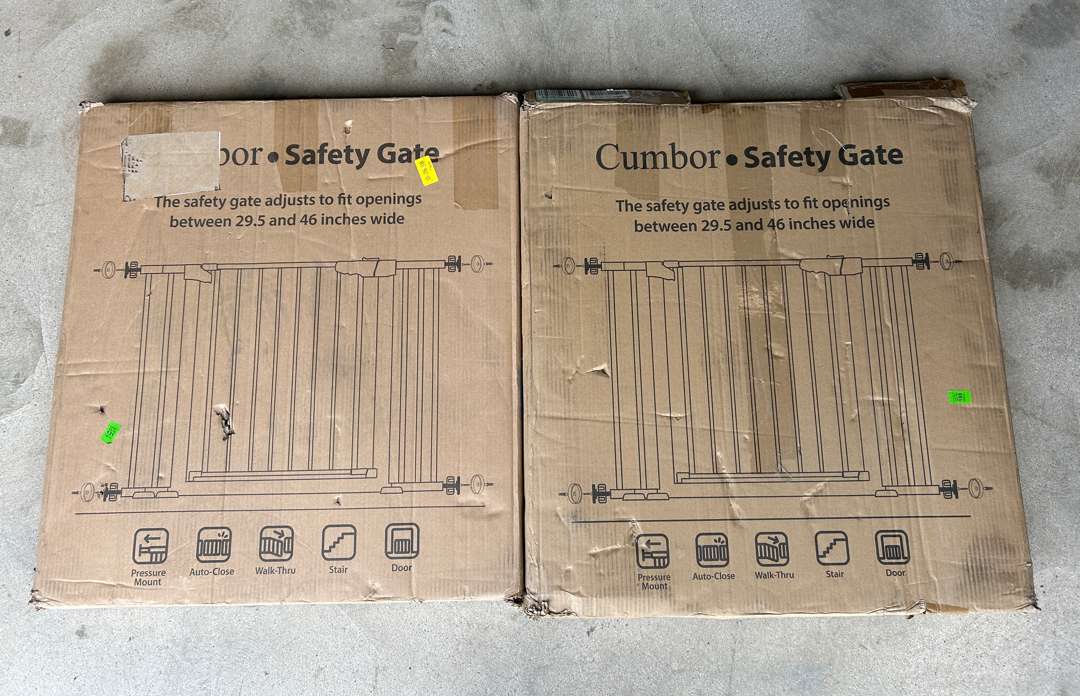 bor • Safety Gate
The safety gate adjusts to fit openings
between 29.5 and 46 inches wide
Pressure
Mount
Auto-Close
Walk-Thru
Stair
Door
Cumbor • Safety Gate
The safety gate adjusts to fit openings
between 29.5 and 46 inches wide
Pressure
Mount
Auto-Close
Walk-Thru
Stair
Door